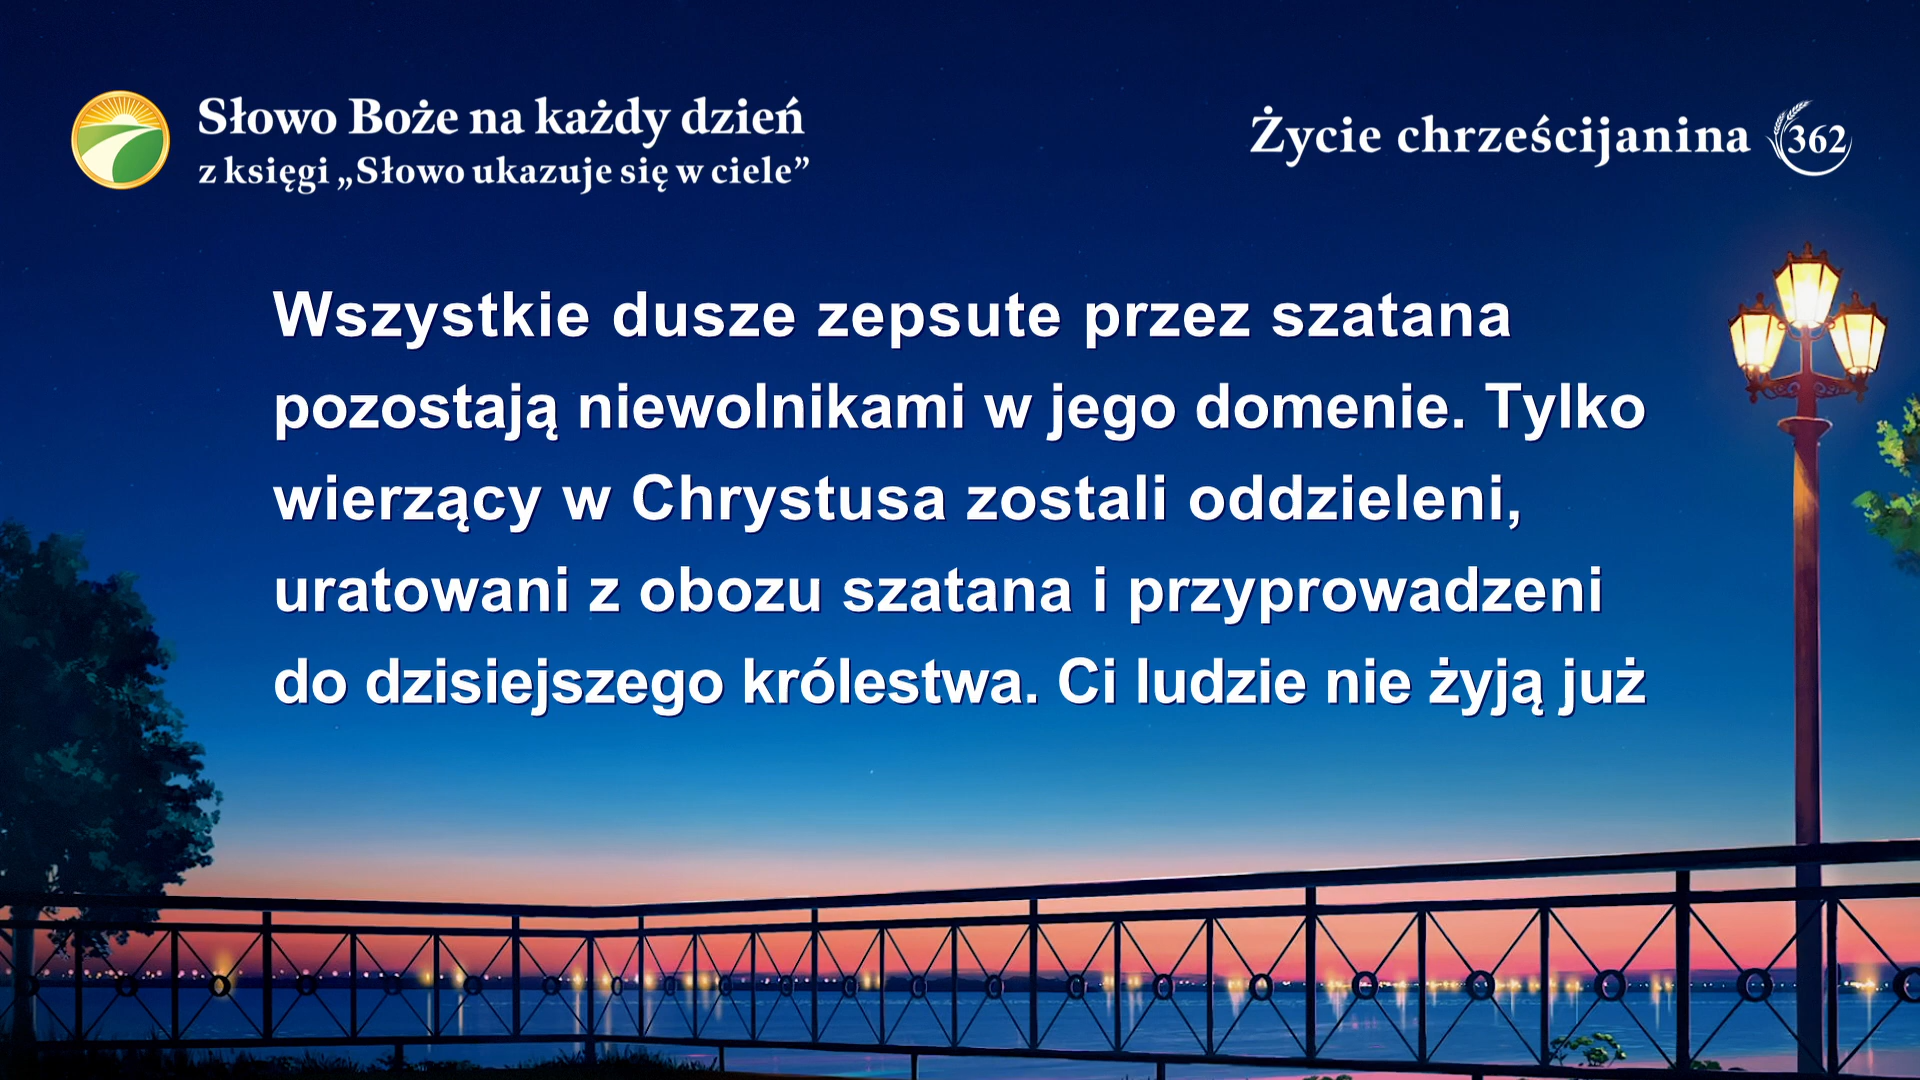 Słowo Boże na każdy dzień
z księgi „Słowo ukazuje się w ciele”
Życie chrześcijanina 362
Wszystkie dusze zepsute przez szatana
pozostają niewolnikami w jego domenie. Tylko
wierzący w Chrystusa zostali oddzieleni,
uratowani z obozu szatana i przyprowadzeni
do dzisiejszego królestwa. Ci ludzie nie żyją już